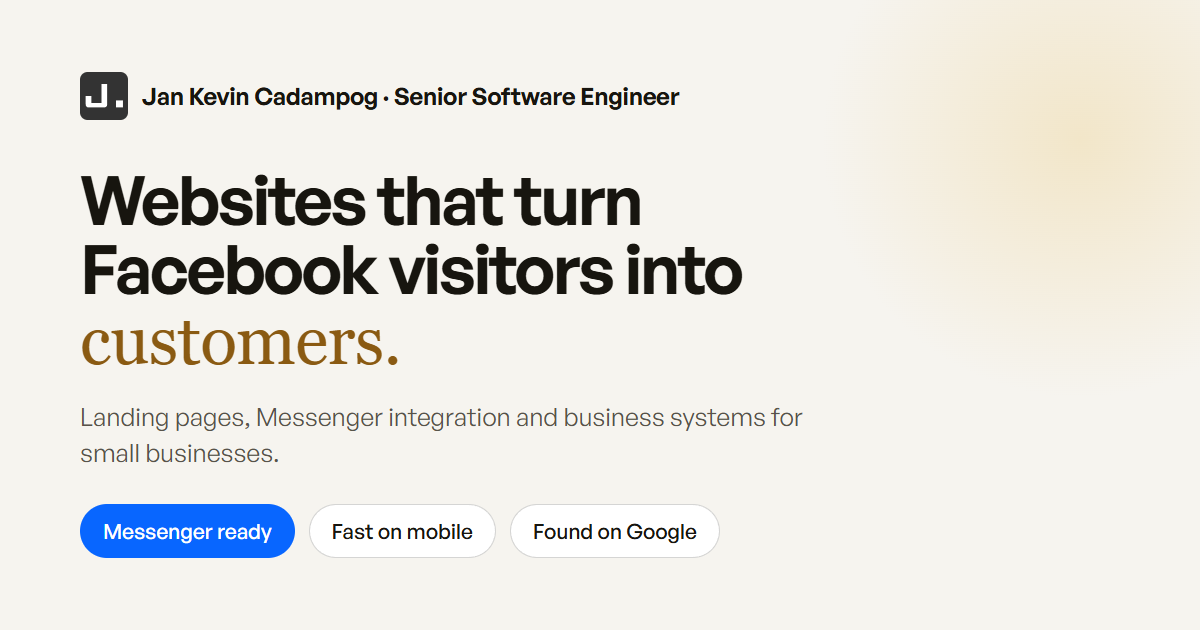 J.
Jan Kevin Cadampog · Senior Software Engineer
Websites that turn
Facebook visitors into
customers.
Landing pages, Messenger integration and business systems for
small businesses.
Messenger ready
Fast on mobile
Found on Google